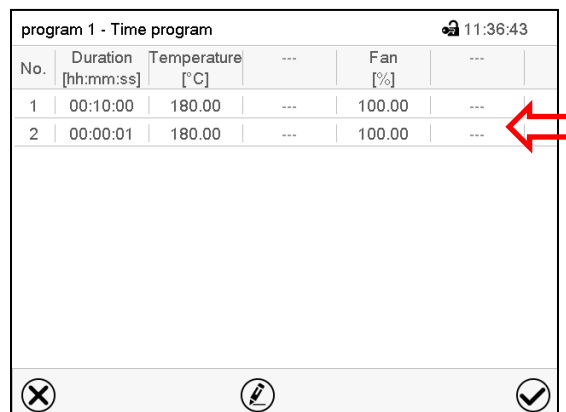 program 1 - Time program 11:36:43
No. Duration [hh:mm:ss] Temperature [°C] --- Fan [%] ---
1 00:10:00 180.00 --- 100.00 ---
2 00:00:01 180.00 --- 100.00 ---